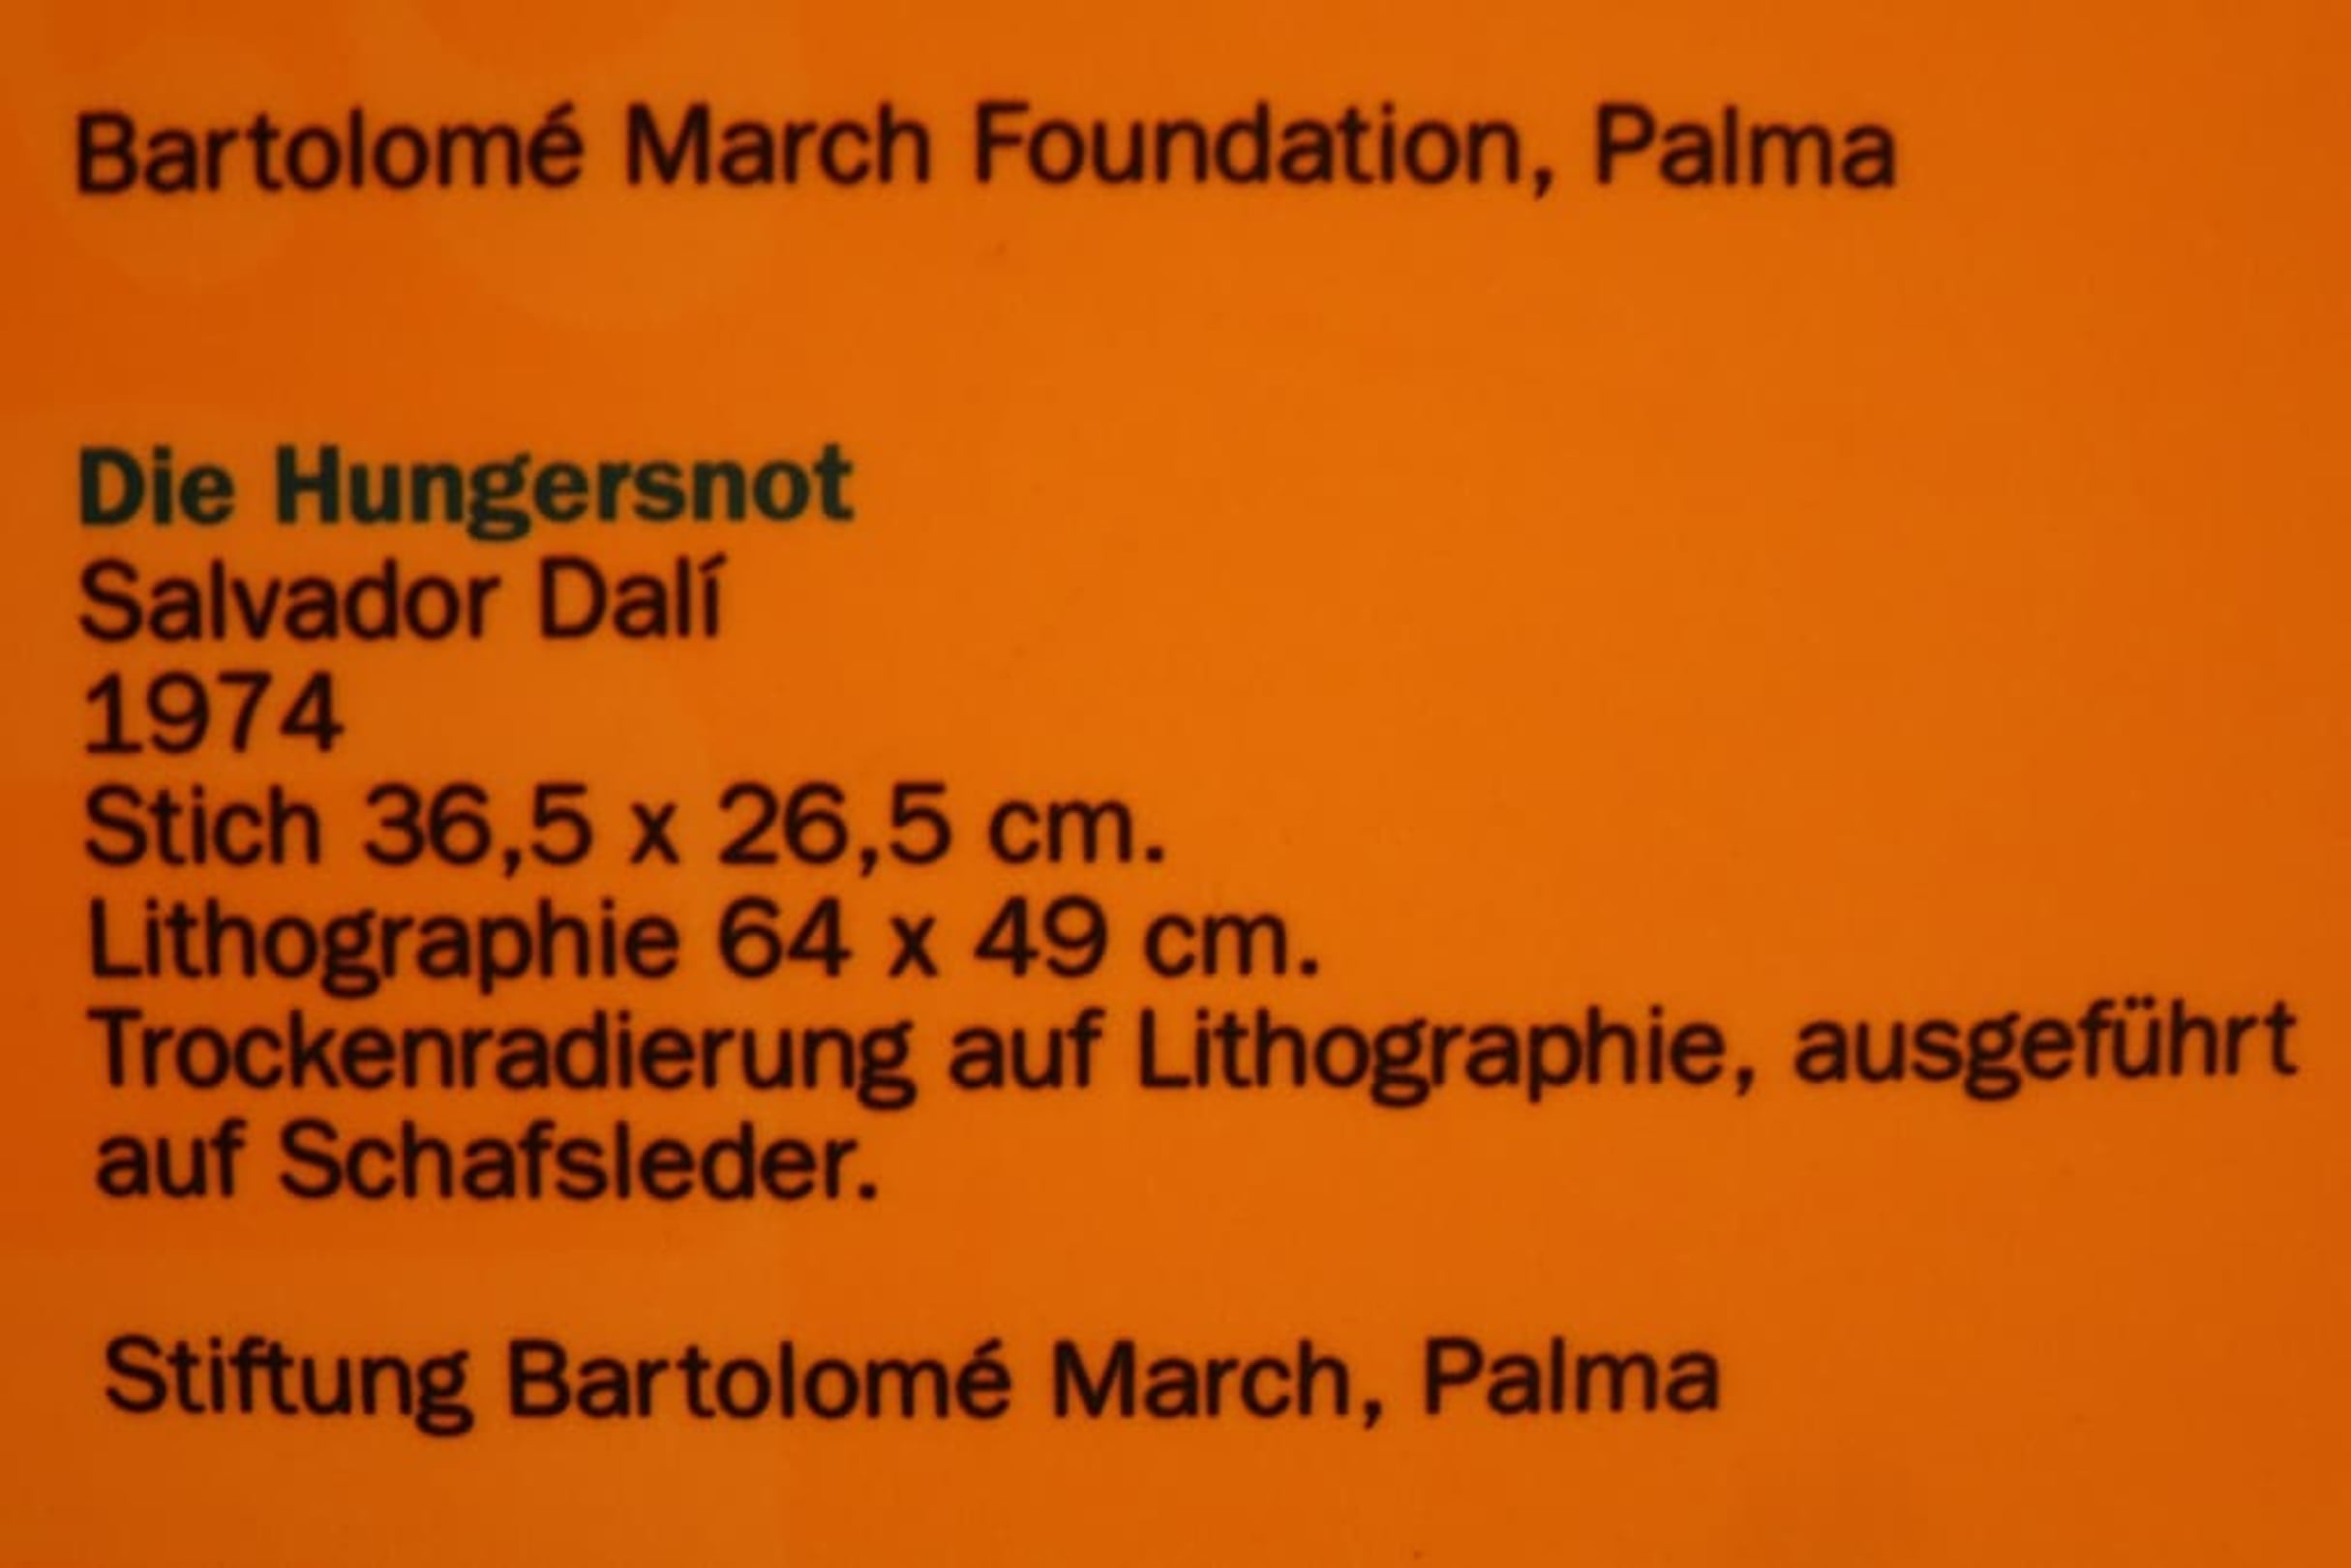 Bartolomé March Foundation, Palma
Die Hungersnot
Salvador Dalí
1974
Stich 36,5 x 26,5 cm.
Lithographie 64 x 49 cm.
Trockenradierung auf Lithographie, ausgeführt
auf Schafsleder.
Stiftung Bartolomé March, Palma